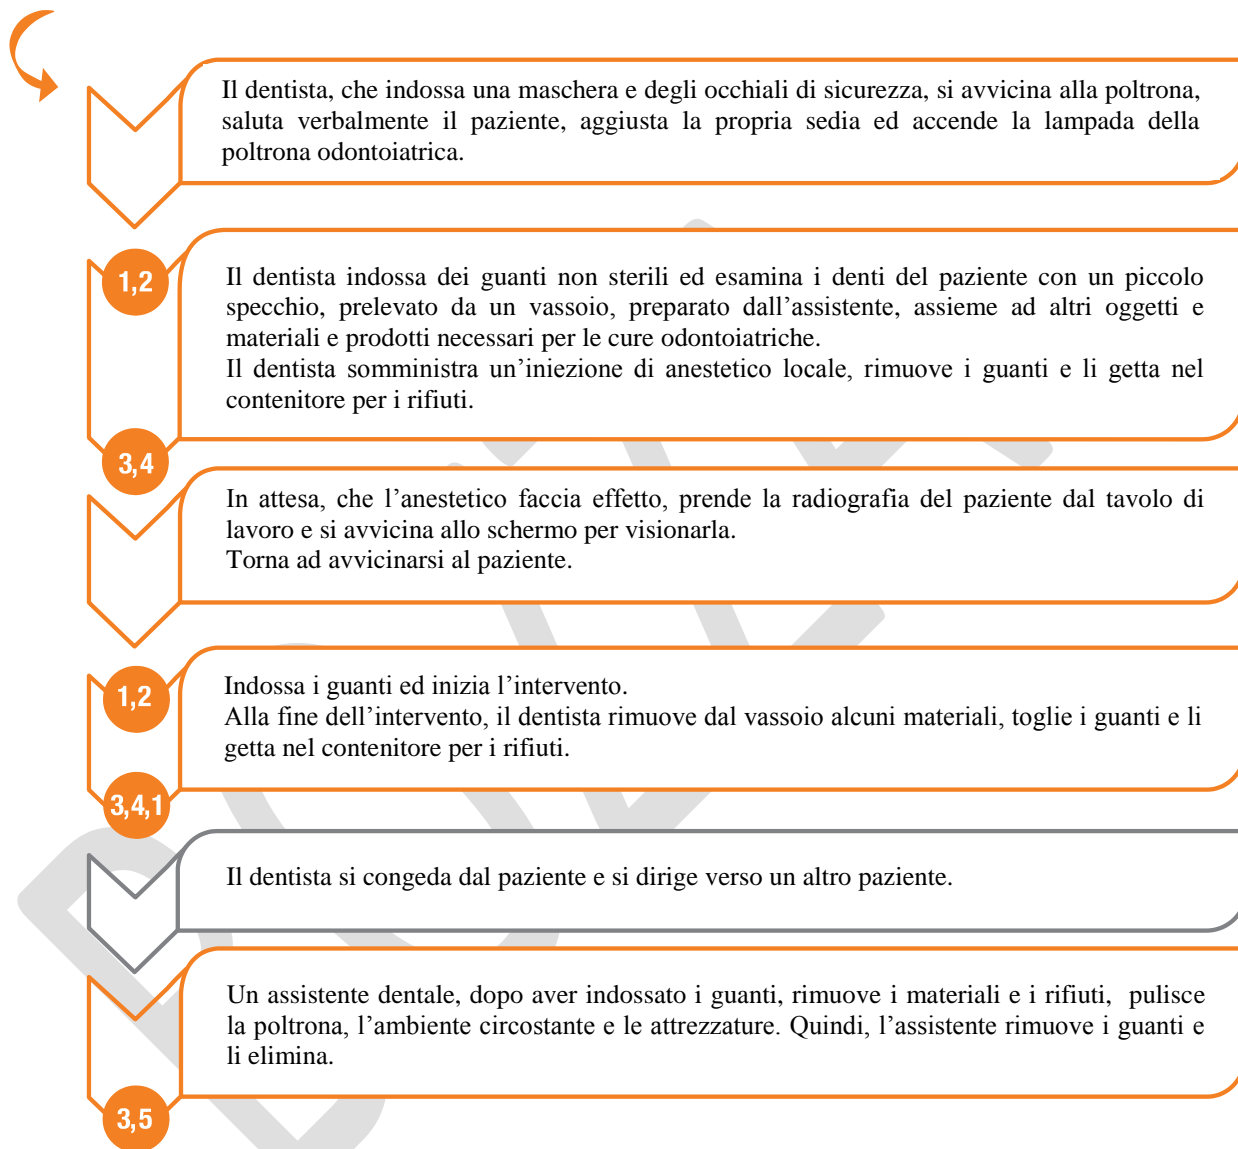 Il dentista, che indossa una maschera e degli occhiali di sicurezza, si avvicina alla poltrona,
saluta verbalmente il paziente, aggiusta la propria sedia ed accende la lampada della
poltrona odontoiatrica.
1,2
Il dentista indossa dei guanti non sterili ed esamina i denti del paziente con un piccolo
specchio, prelevato da un vassoio, preparato dall’assistente, assieme ad altri oggetti e
materiali e prodotti necessari per le cure odontoiatriche.
Il dentista somministra un’iniezione di anestetico locale, rimuove i guanti e li getta nel
contenitore per i rifiuti.
3,4
In attesa, che l’anestetico faccia effetto, prende la radiografia del paziente dal tavolo di
lavoro e si avvicina allo schermo per visionarla.
Torna ad avvicinarsi al paziente.
1,2
Indossa i guanti ed inizia l’intervento.
Alla fine dell’intervento, il dentista rimuove dal vassoio alcuni materiali, toglie i guanti e li
getta nel contenitore per i rifiuti.
3,4,1
Il dentista si congeda dal paziente e si dirige verso un altro paziente.
Un assistente dentale, dopo aver indossato i guanti, rimuove i materiali e i rifiuti, pulisce
la poltrona, l’ambiente circostante e le attrezzature. Quindi, l’assistente rimuove i guanti e
li elimina.
3,5